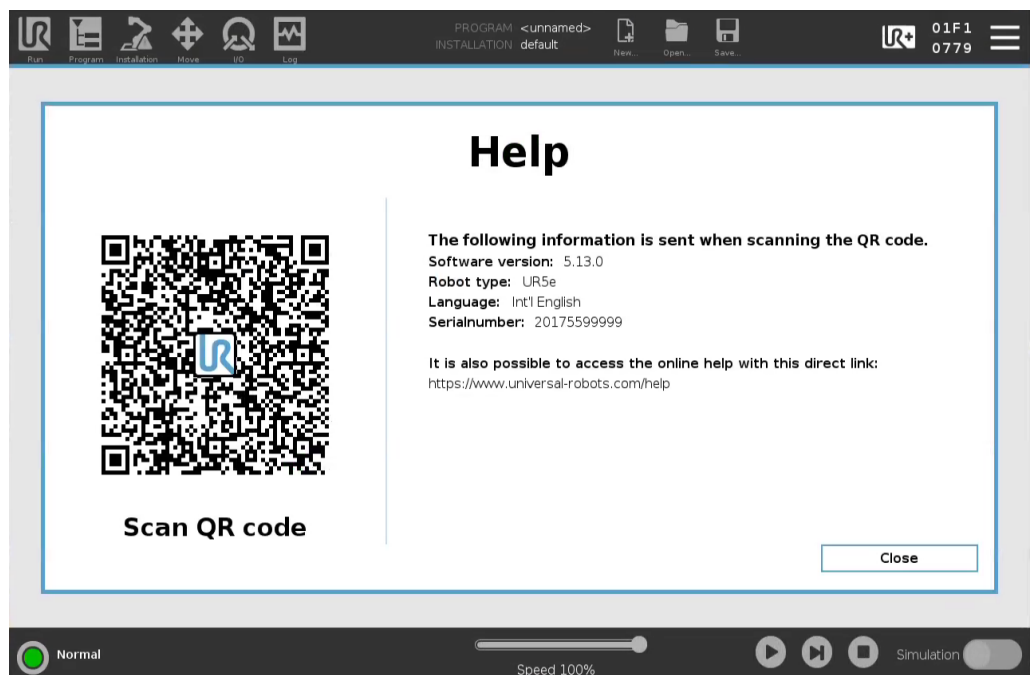 PROGRAM <unnamed>
INSTALLATION default
Run Program Installation Move I/O Log
New... Open... Save...
UR+
01F1
0779
Help
The following information is sent when scanning the QR code.
Software version: 5.13.0
Robot type: UR5e
Language: Int'l English
Serialnumber: 20175599999
It is also possible to access the online help with this direct link:
https://www.universal-robots.com/help
UR
Scan QR code
Close
Normal
Speed 100%
Simulation